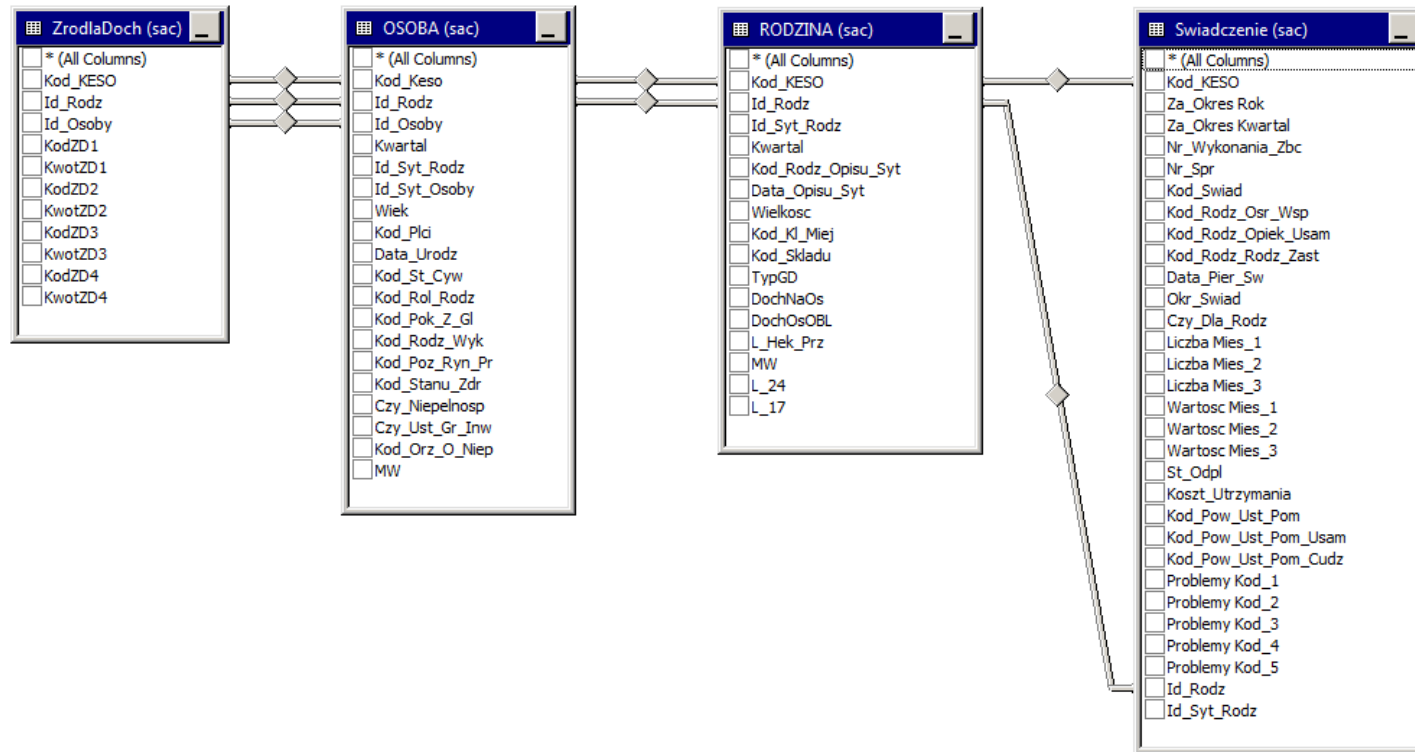 ZrodlaDoch (sac)
* (All Columns)
Kod_KESO
Id_Rodz
Id_Osoby
KodZD1
KwotZD1
KodZD2
KwotZD2
KodZD3
KwotZD3
KodZD4
KwotZD4
OSOBA (sac)
* (All Columns)
Kod_Keso
Id_Rodz
Id_Osoby
Kwartal
Id_Syt_Rodz
Id_Syt_Osoby
Wiek
Kod_Plci
Data_Urodz
Kod_St_Cyw
Kod_Rol_Rodz
Kod_Pok_Z_Gl
Kod_Rodz_Wyk
Kod_Poz_Ryn_Pr
Kod_Stanu_Zdr
Czy_Niepelnosp
Czy_Ust_Gr_Inw
Kod_Orz_O_Niep
MW
RODZINA (sac)
* (All Columns)
Kod_KESO
Id_Rodz
Id_Syt_Rodz
Kwartal
Kod_Rodz_Opisu_Syt
Data_Opisu_Syt
Wielkosc
Kod_Kl_Miej
Kod_Skladu
TypGD
DochNaOs
DochOsOBL
L_Hek_Prz
MW
L_24
L_17
Swiadczenie (sac)
* (All Columns)
Kod_KESO
Za_Okres Rok
Za_Okres Kwartal
Nr_Wykonania_Zbc
Nr_Spr
Kod_Swiad
Kod_Rodz_Osr_Wsp
Kod_Rodz_Opiek_Usam
Kod_Rodz_Rodz_Zast
Data_Pier_Sw
Okr_Swiad
Czy_Dla_Rodz
Liczba Mies_1
Liczba Mies_2
Liczba Mies_3
Wartosc Mies_1
Wartosc Mies_2
Wartosc Mies_3
St_Odpl
Koszt_Utrzymania
Kod_Pow_Ust_Pom
Kod_Pow_Ust_Pom_Usam
Kod_Pow_Ust_Pom_Cudz
Problemy Kod_1
Problemy Kod_2
Problemy Kod_3
Problemy Kod_4
Problemy Kod_5
Id_Rodz
Id_Syt_Rodz